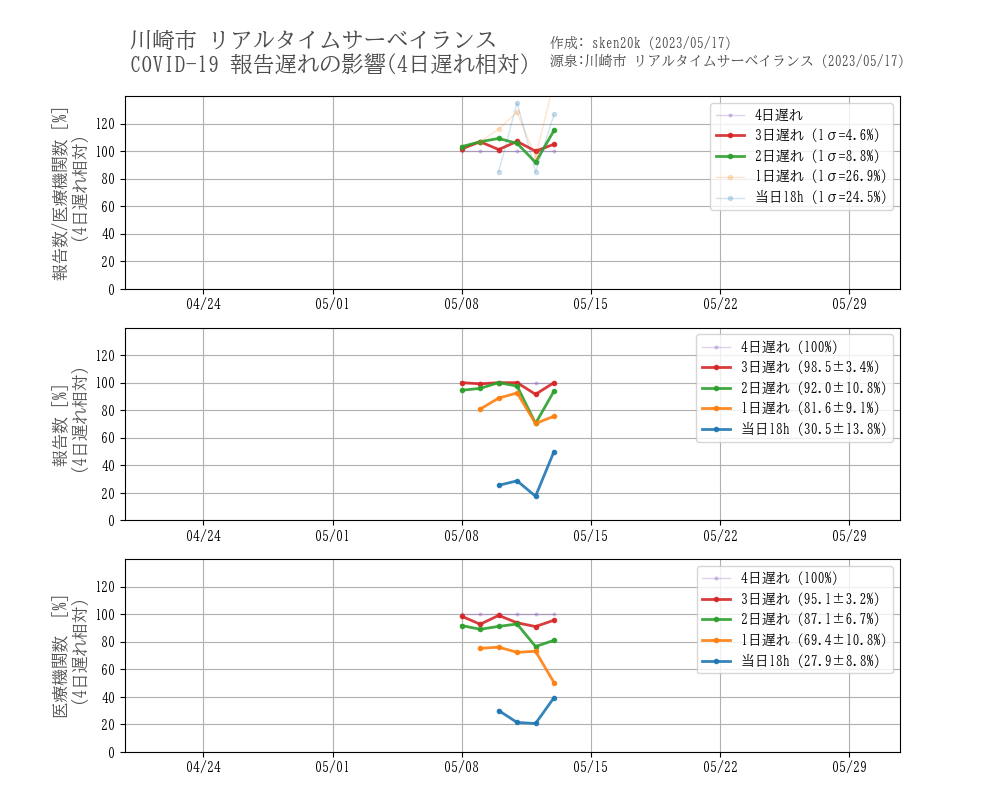 川崎市 リアルタイムサーベイランス
COVID-19 報告遅れの影響(4日遅れ相対)
作成: sken20k (2023/05/17)
源泉:川崎市 リアルタイムサーベイランス (2023/05/17)
報告数/医療機関数 [%]
(4日遅れ相対)
120
100
80
60
40
20
0
4日遅れ
3日遅れ (1σ=4.6%)
2日遅れ (1σ=8.8%)
1日遅れ (1σ=26.9%)
当日18h (1σ=24.5%)
04/24 05/01 05/08 05/15 05/22 05/29
報告数 [%]
(4日遅れ相対)
120
100
80
60
40
20
0
4日遅れ (100%)
3日遅れ (98.5±3.4%)
2日遅れ (92.0±10.8%)
1日遅れ (81.6±9.1%)
当日18h (30.5±13.8%)
04/24 05/01 05/08 05/15 05/22 05/29
医療機関数 [%]
(4日遅れ相対)
120
100
80
60
40
20
0
4日遅れ (100%)
3日遅れ (95.1±3.2%)
2日遅れ (87.1±6.7%)
1日遅れ (69.4±10.8%)
当日18h (27.9±8.8%)
04/24 05/01 05/08 05/15 05/22 05/29